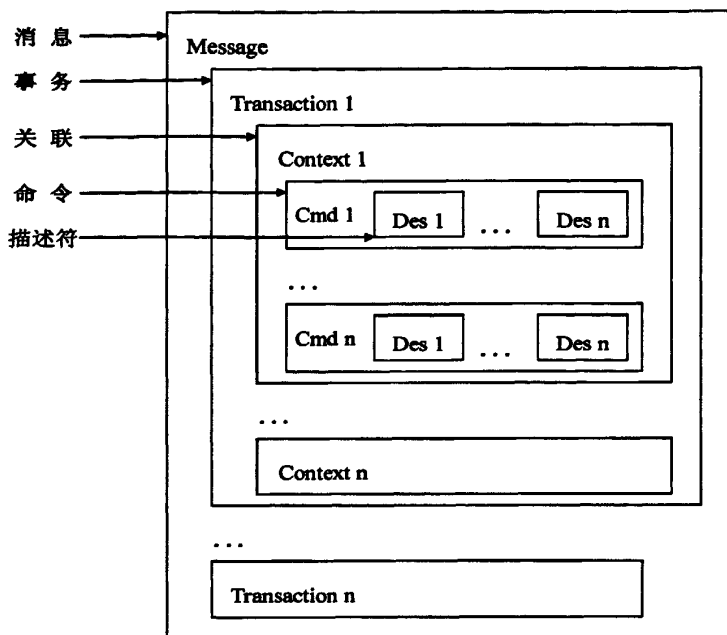 消 息
Message
事 务
Transaction 1
关 联
Context 1
命 令
Cmd 1 Des 1 ... Des n
描述符
...
Cmd n Des 1 ... Des n
...
Context n
...
Transaction n